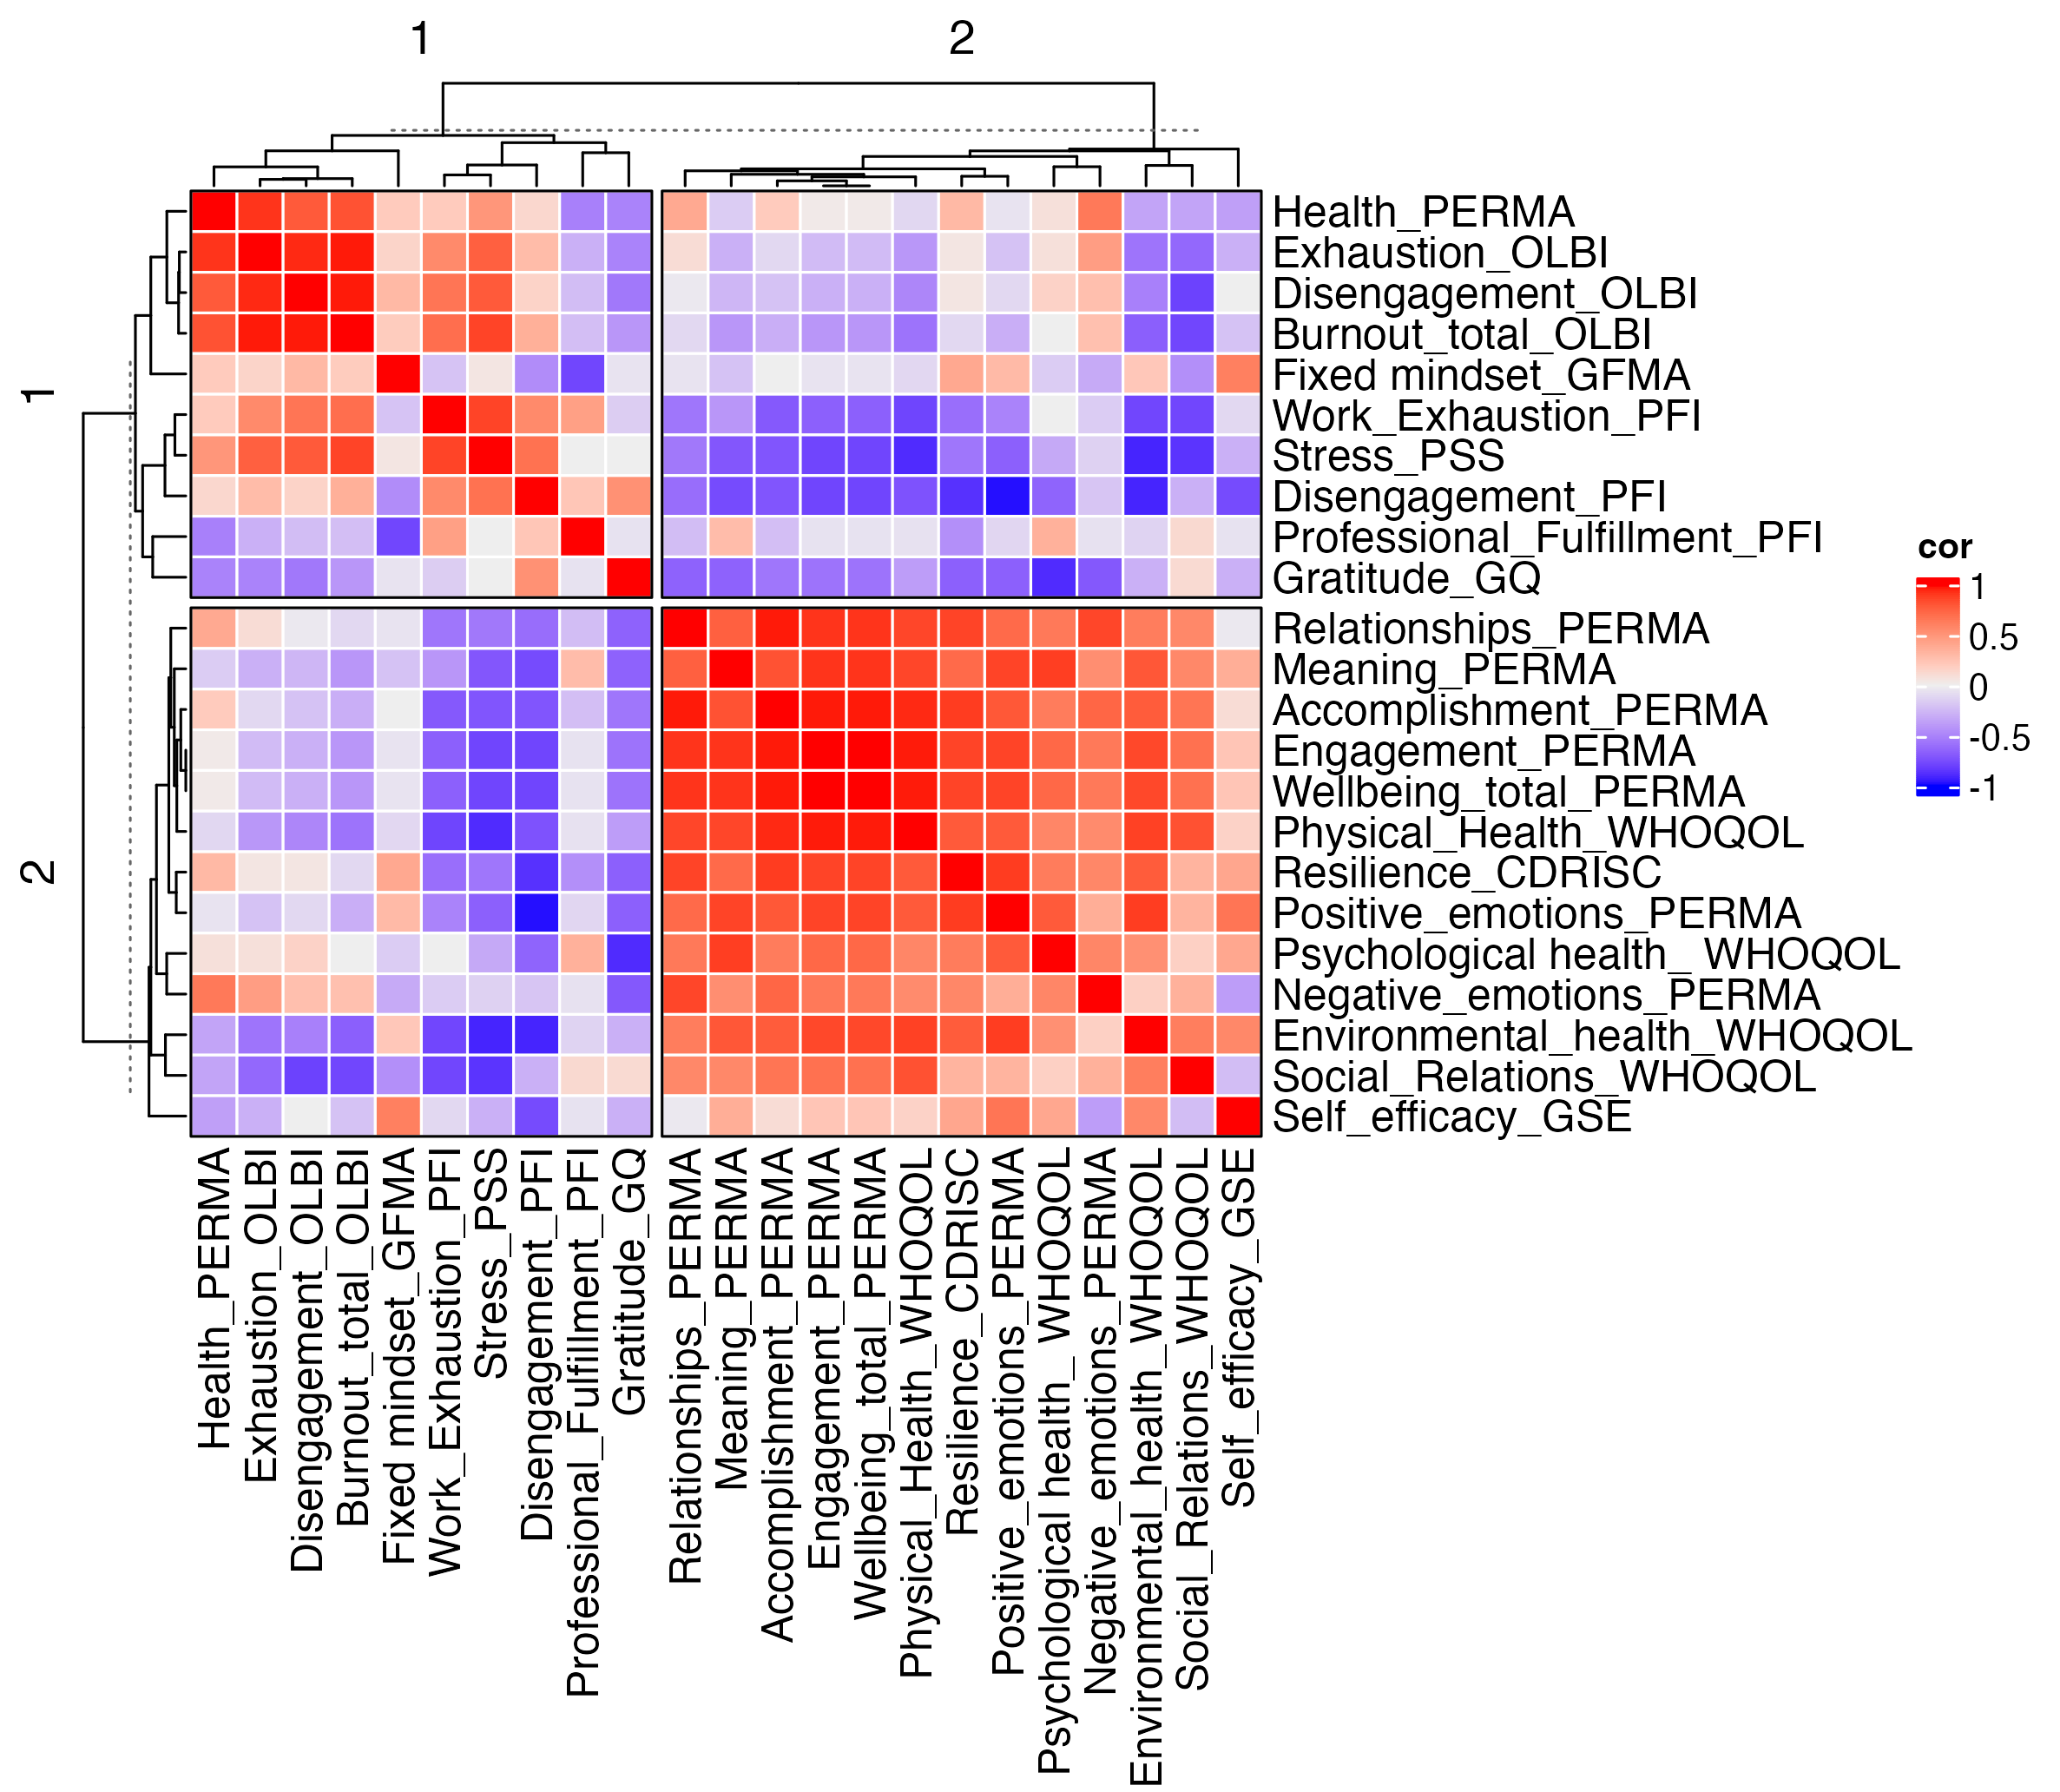 1
2
1
2
Health_PERMA
Exhaustion_OLBI
Disengagement_OLBI
Burnout_total_OLBI
Fixed mindset_GFMA
Work_Exhaustion_PFI
Stress_PSS
Disengagement_PFI
Professional_Fulfillment_PFI
Gratitude_GQ
Relationships_PERMA
Meaning_PERMA
Accomplishment_PERMA
Engagement_PERMA
Wellbeing_total_PERMA
Physical_Health_WHOQOL
Resilience_CDRISC
Positive_emotions_PERMA
Psychological health_ WHOQOL
Negative_emotions_PERMA
Environmental_health_WHOQOL
Social_Relations_WHOQOL
Self_efficacy_GSE
cor
1
0.5
0
-0.5
-1
Health_PERMA
Exhaustion_OLBI
Disengagement_OLBI
Burnout_total_OLBI
Fixed mindset_GFMA
Work_Exhaustion_PFI
Stress_PSS
Disengagement_PFI
Professional_Fulfillment_PFI
Gratitude_GQ
Relationships_PERMA
Meaning_PERMA
Accomplishment_PERMA
Engagement_PERMA
Wellbeing_total_PERMA
Physical_Health_WHOQOL
Resilience_CDRISC
Positive_emotions_PERMA
Psychological health_ WHOQOL
Negative_emotions_PERMA
Environmental_health_WHOQOL
Social_Relations_WHOQOL
Self_efficacy_GSE